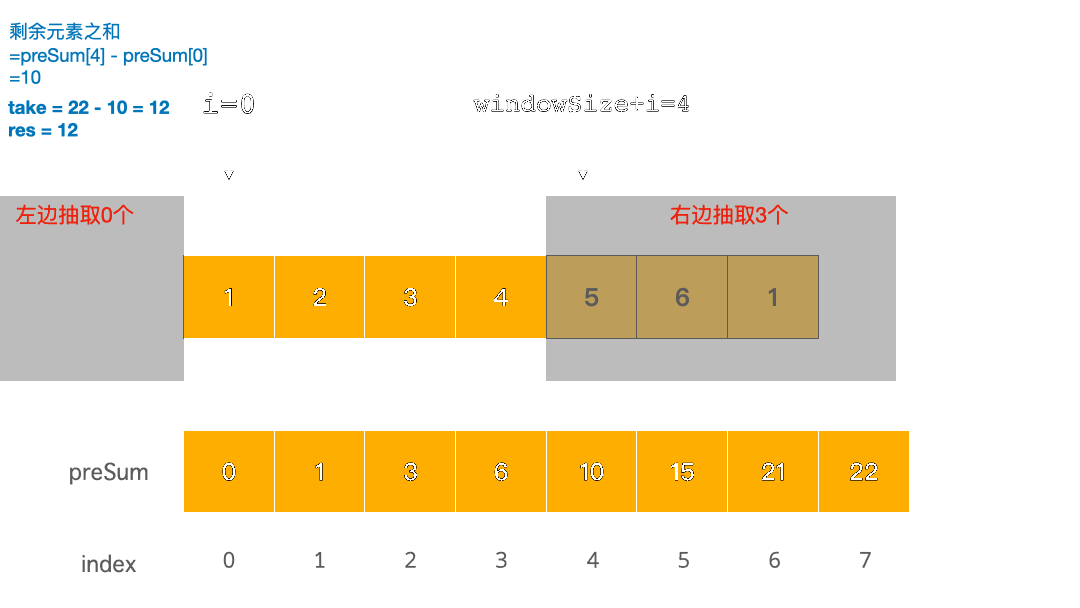 剩余元素之和
=preSum[4] - preSum[0]
=10
take = 22 - 10 = 12
res = 12
i=0
windowSize+i=4
左边抽取0个
右边抽取3个
1 2 3 4 5 6 1
preSum 0 1 3 6 10 15 21 22
index 0 1 2 3 4 5 6 7